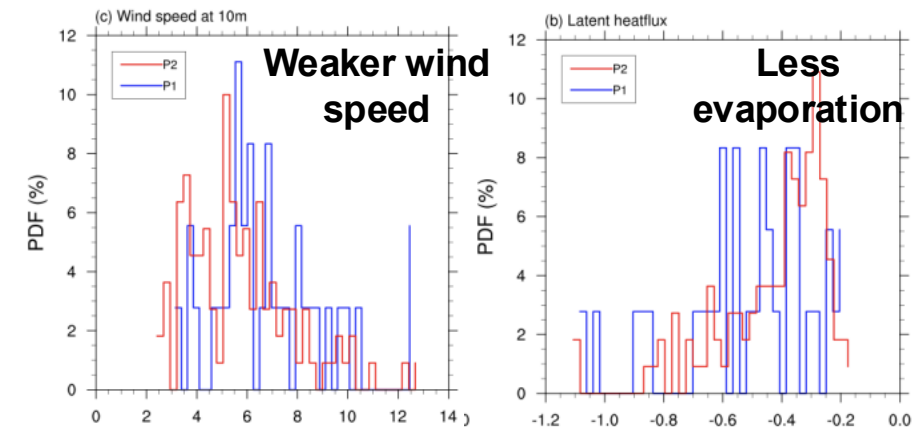 (c) Wind speed at 10m
12
10
8
6
4
2
0
PDF (%)
P2
P1
Weaker wind
speed
0 2 4 6 8 10 12 14
(b) Latent heatflux
12
10
8
6
4
2
0
PDF (%)
P2
P1
Less
evaporation
-1.2 -1.0 -0.8 -0.6 -0.4 -0.2 0.0